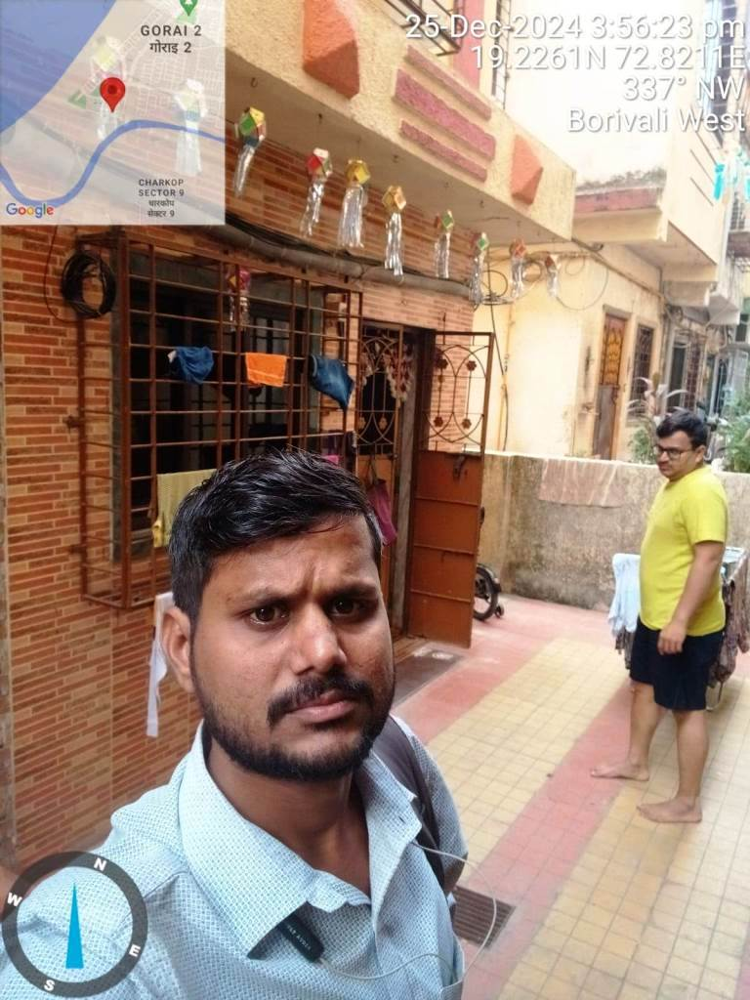 GORAI 2
गोराइ 2
CHARKOP
SECTOR 9
चारकोप
सेक्टर 9
Google
25-Dec-2024 3:56:23 pm
19.2261N 72.8211E
337° NW
Borivali West
N
W
E
S